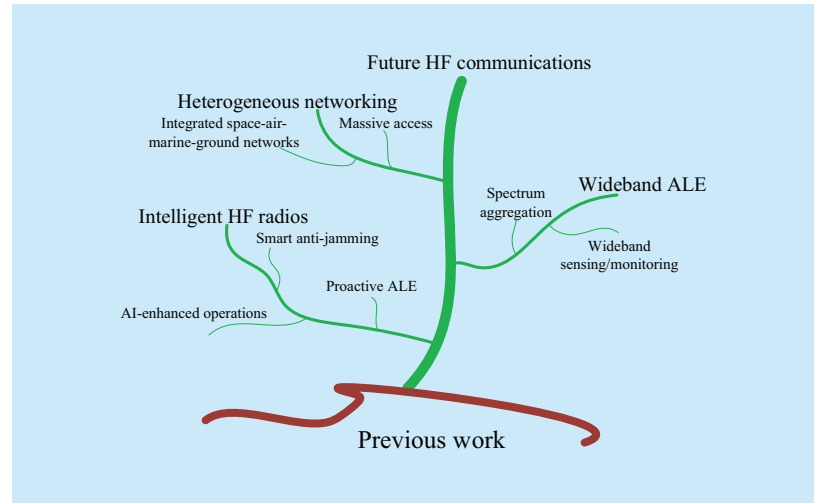 Future HF communications
Heterogeneous networking
Integrated space-air-
marine-ground networks
Massive access
Wideband ALE
Spectrum
aggregation
Wideband
sensing/monitoring
Intelligent HF radios
Smart anti-jamming
Proactive ALE
AI-enhanced operations
Previous work